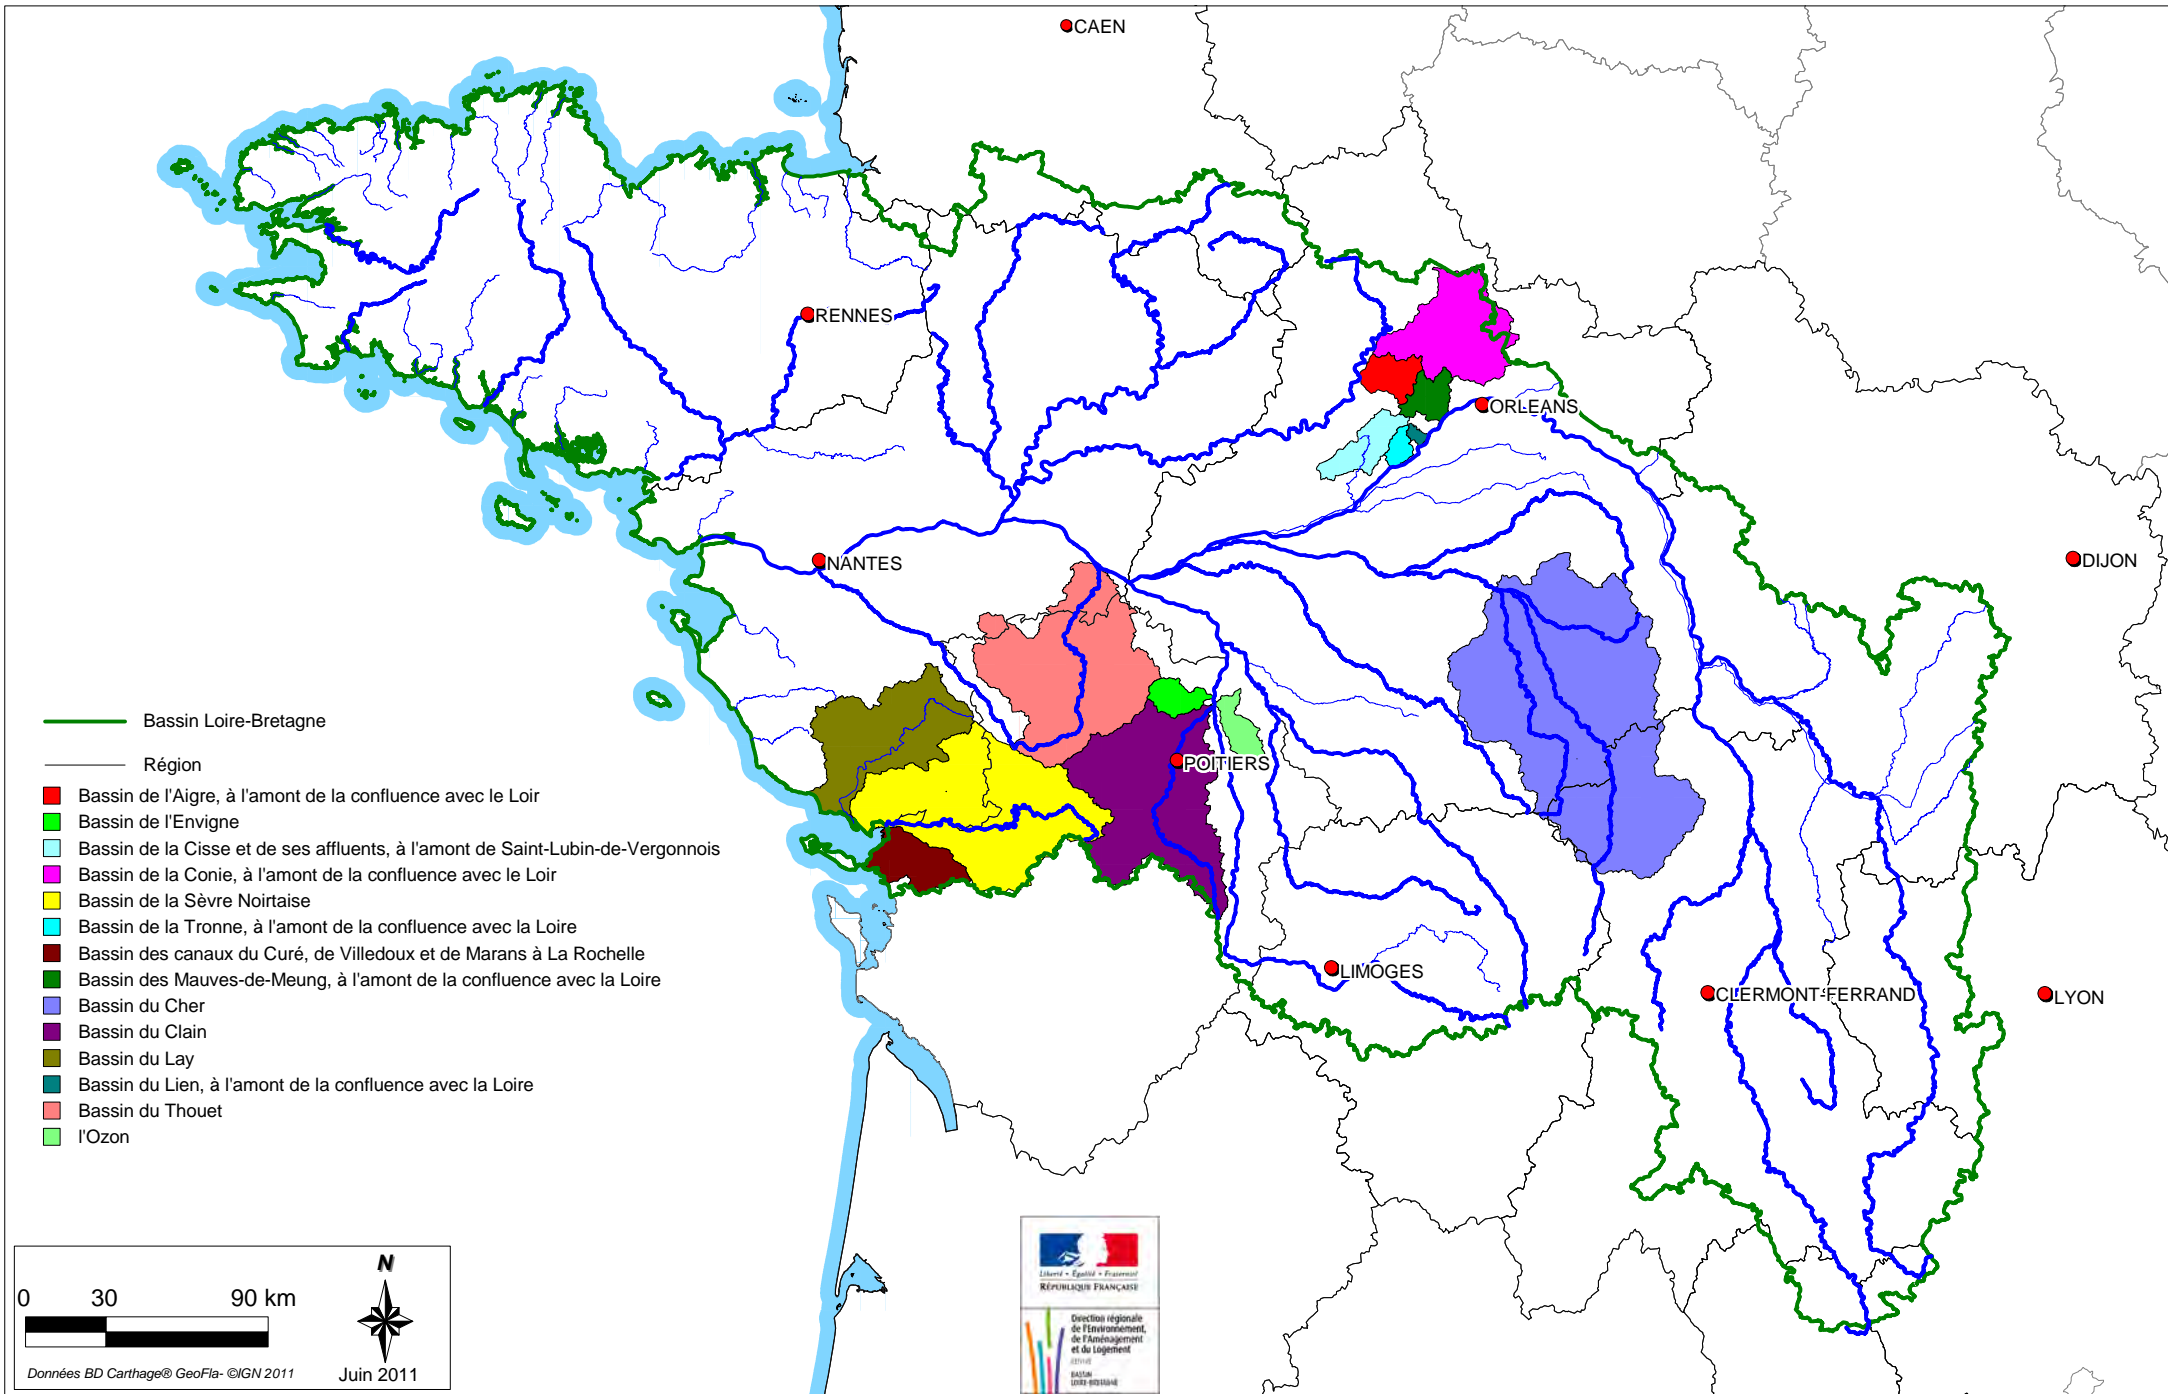 CAEN
RENNES
ORLEANS
NANTES
DIJON
POITIERS
LIMOGES
CLERMONT-FERRAND
LYON
Bassin Loire-Bretagne
Région
Bassin de l'Aigre, à l'amont de la confluence avec le Loir
Bassin de l'Envigne
Bassin de la Cisse et de ses affluents, à l'amont de Saint-Lubin-de-Vergonnois
Bassin de la Conie, à l'amont de la confluence avec le Loir
Bassin de la Sèvre Noirtaise
Bassin de la Tronne, à l'amont de la confluence avec la Loire
Bassin des canaux du Curé, de Villedoux et de Marans à La Rochelle
Bassin des Mauves-de-Meung, à l'amont de la confluence avec la Loire
Bassin du Cher
Bassin du Clain
Bassin du Lay
Bassin du Lien, à l'amont de la confluence avec la Loire
Bassin du Thouet
l'Ozon
N
0 30 90 km
Données BD Carthage® GeoFla- ©IGN 2011
Juin 2011
Liberté • Égalité • Fraternité
RÉPUBLIQUE FRANÇAISE
Direction régionale
de l'Environnement,
de l'Aménagement
et du Logement
BASSIN
LOIRE-BRETAGNE